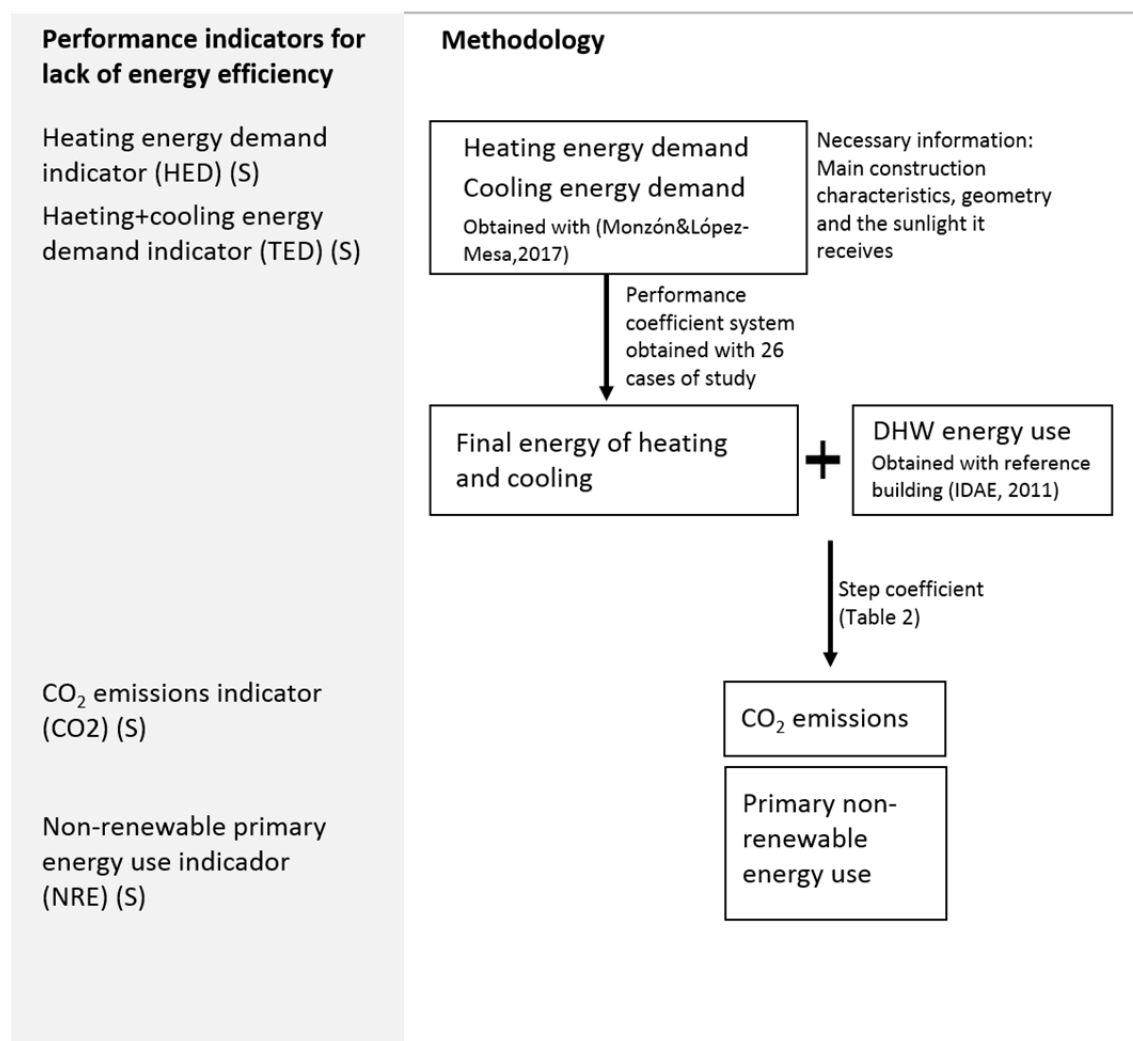 Performance indicators for
lack of energy efficiency
Methodology
Heating energy demand
indicator (HED) (S)
Haeting+cooling energy
demand indicator (TED) (S)
Heating energy demand
Cooling energy demand
Obtained with (Monzón&López-
Mesa,2017)
Necessary information:
Main construction
characteristics, geometry
and the sunlight it
receives
Performance
coefficient system
obtained with 26
cases of study
Final energy of heating
and cooling
+
DHW energy use
Obtained with reference
building (IDAE, 2011)
Step coefficient
(Table 2)
CO₂ emissions indicator
(CO2) (S)
CO₂ emissions
Non-renewable primary
energy use indicador
(NRE) (S)
Primary non-
renewable
energy use